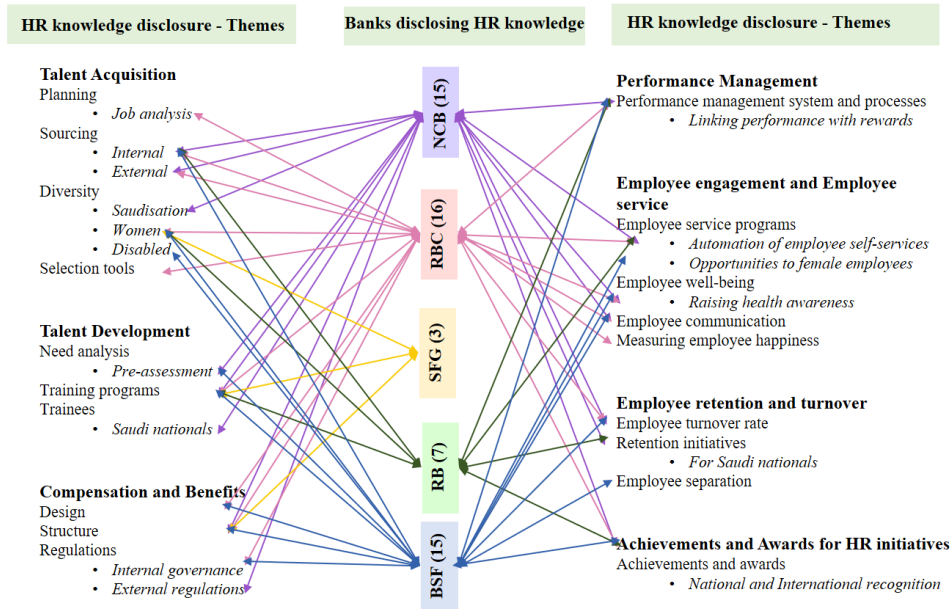 HR knowledge disclosure - Themes
Banks disclosing HR knowledge
HR knowledge disclosure - Themes
Talent Acquisition
Planning
• Job analysis
Sourcing
• Internal
• External
Diversity
• Saudisation
• Women
• Disabled
Selection tools
Talent Development
Need analysis
• Pre-assessment
Training programs
Trainees
• Saudi nationals
Compensation and Benefits
Design
Structure
Regulations
• Internal governance
• External regulations
NCB (15)
RBC (16)
SFG (3)
RB (7)
BSF (15)
Performance Management
Performance management system and processes
• Linking performance with rewards
Employee engagement and Employee
service
Employee service programs
• Automation of employee self-services
• Opportunities to female employees
Employee well-being
• Raising health awareness
Employee communication
Measuring employee happiness
Employee retention and turnover
Employee turnover rate
Retention initiatives
• For Saudi nationals
Employee separation
Achievements and Awards for HR initiatives
Achievements and awards
• National and International recognition